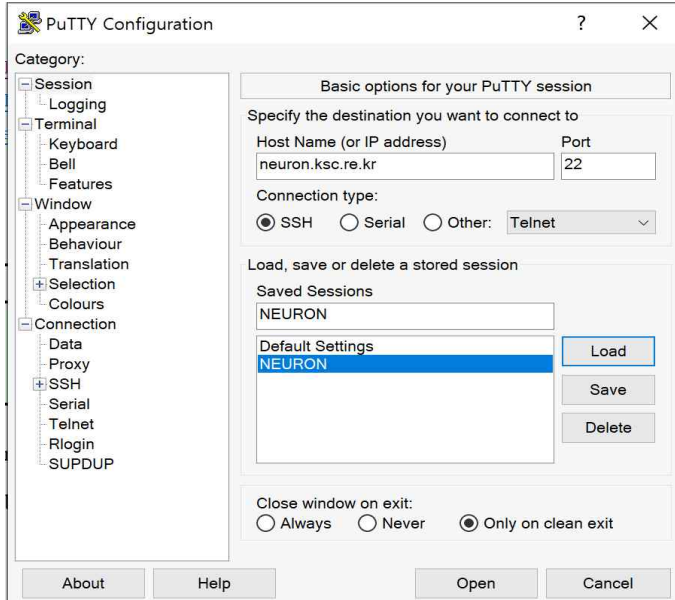 PuTTY Configuration
?
Category:
Session
Logging
Terminal
Keyboard
Bell
Features
Window
Appearance
Behaviour
Translation
Selection
Colours
Connection
Data
Proxy
SSH
Serial
Telnet
Rlogin
SUPDUP
Basic options for your PuTTY session
Specify the destination you want to connect to
Host Name (or IP address) Port
neuron.ksc.re.kr 22
Connection type:
SSH Serial Other: Telnet
Load, save or delete a stored session
Saved Sessions
NEURON
Default Settings
NEURON
Load
Save
Delete
Close window on exit:
Always Never Only on clean exit
About Help Open Cancel